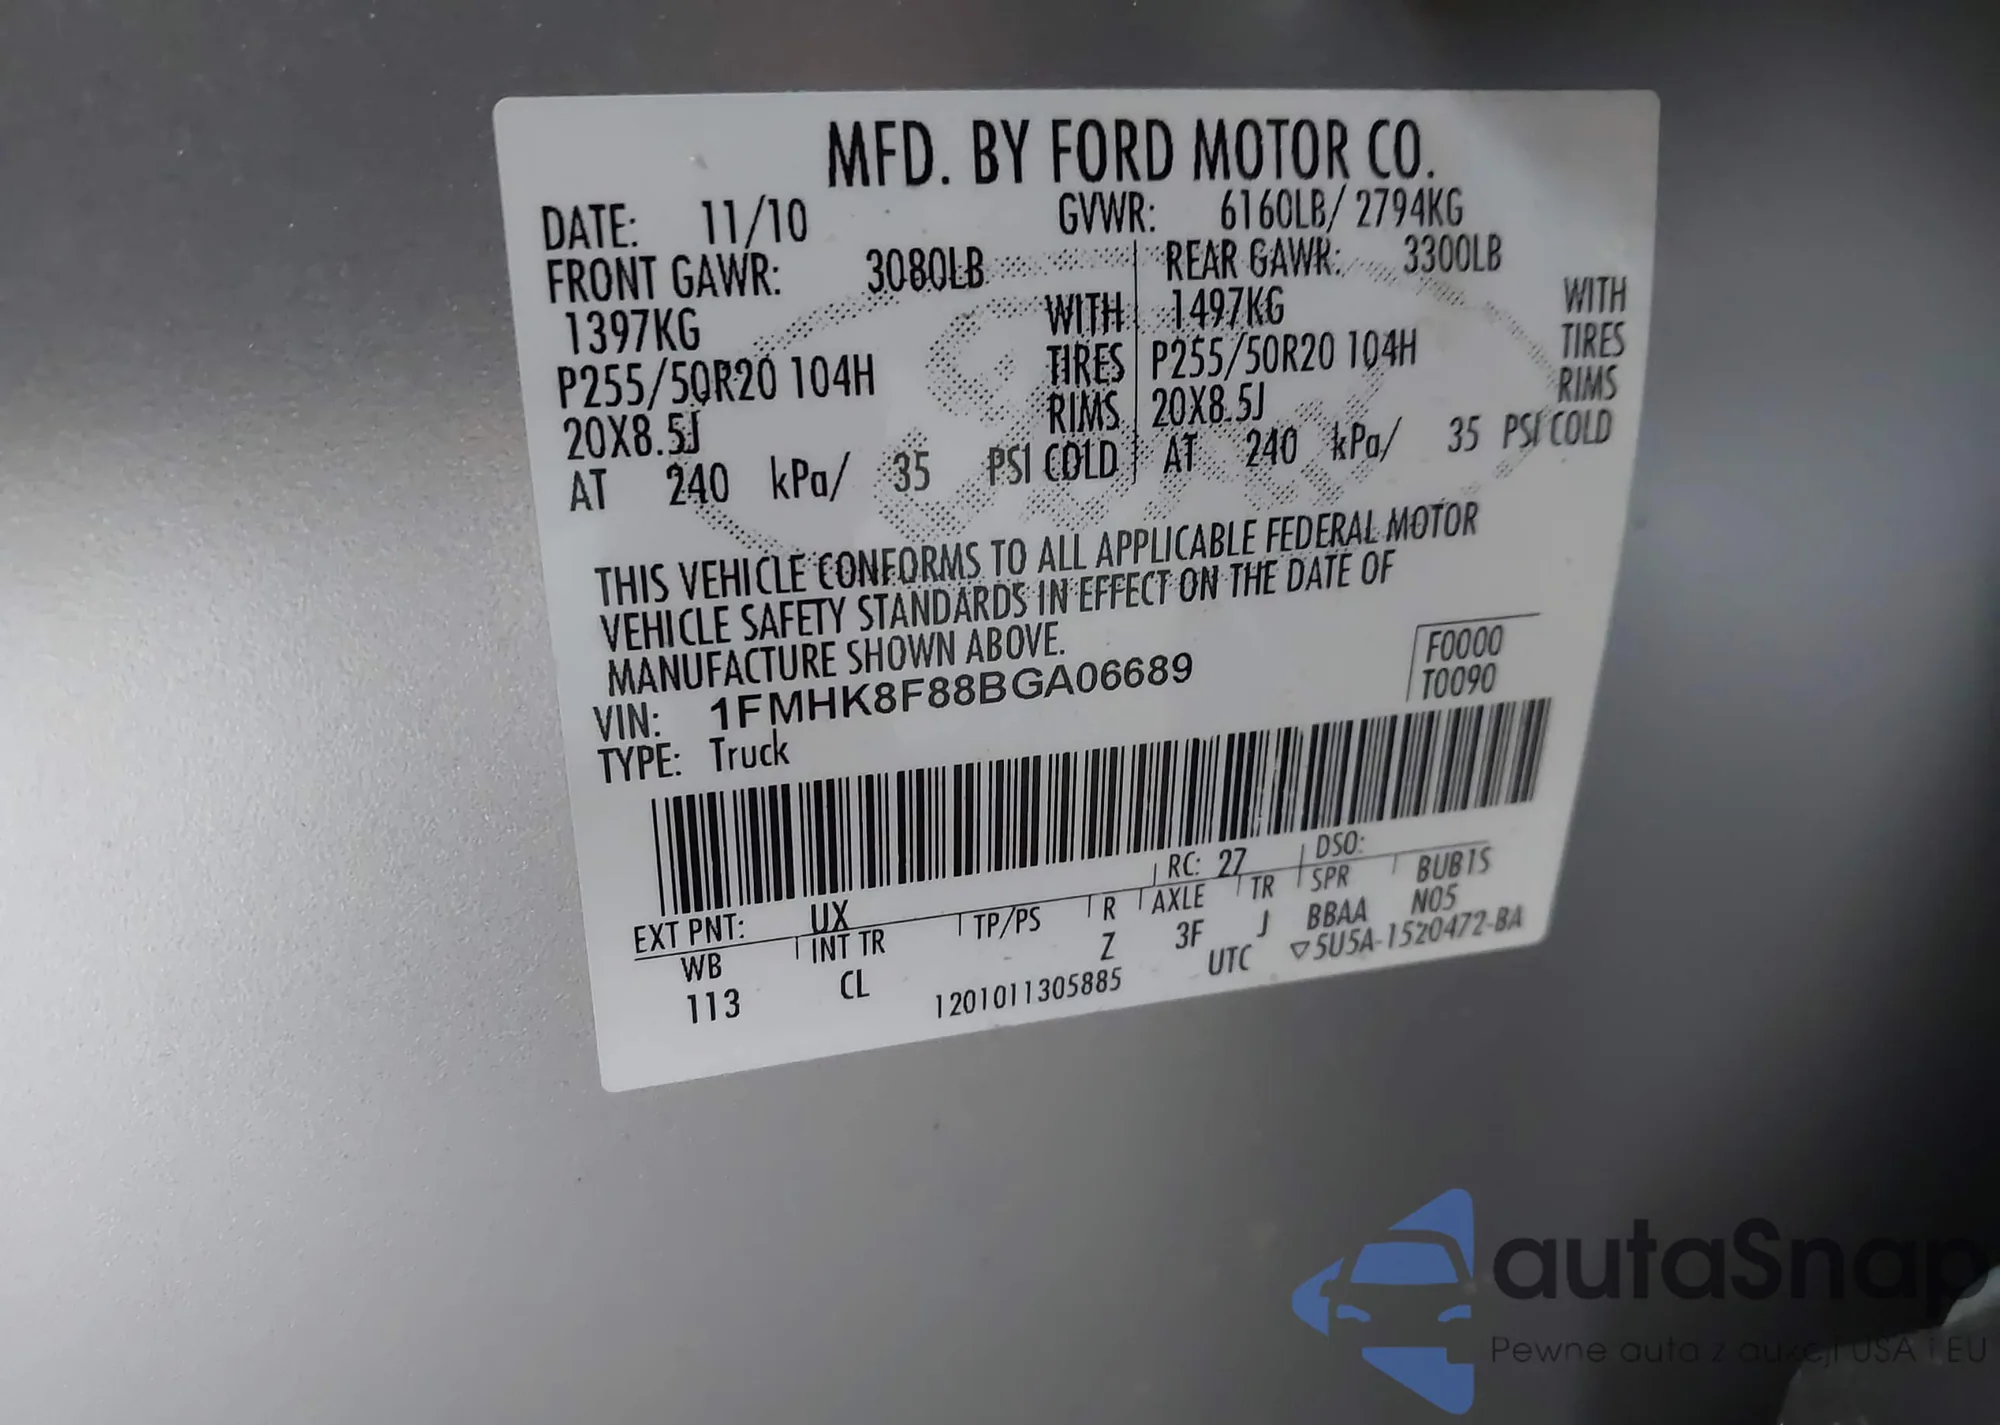 MFD. BY FORD MOTOR CO.
DATE: 11/10 GVWR: 6160LB/ 2794KG
FRONT GAWR: 3080LB REAR GAWR: 3300LB
1397KG WITH 1497KG WITH
P255/50R20 104H TIRES P255/50R20 104H TIRES
20X8.5J RIMS 20X8.5J RIMS
AT 240 kPa/ 35 PSI COLD AT 240 kPa/ 35 PSI COLD
THIS VEHICLE CONFORMS TO ALL APPLICABLE FEDERAL MOTOR
VEHICLE SAFETY STANDARDS IN EFFECT ON THE DATE OF
MANUFACTURE SHOWN ABOVE.
F0000
VIN: 1FMHK8F88BGA06689
T0090
TYPE: Truck
EXT PNT: UX RC: 27 DSO:
WB INT TR TP/PS R AXLE TR SPR BUB1S
113 CL Z 3F J BBAA N05
1201011305885 UTC ▽5U5A-1520472-BA
autaSnap
Pewne auta z aukcji USA i EU